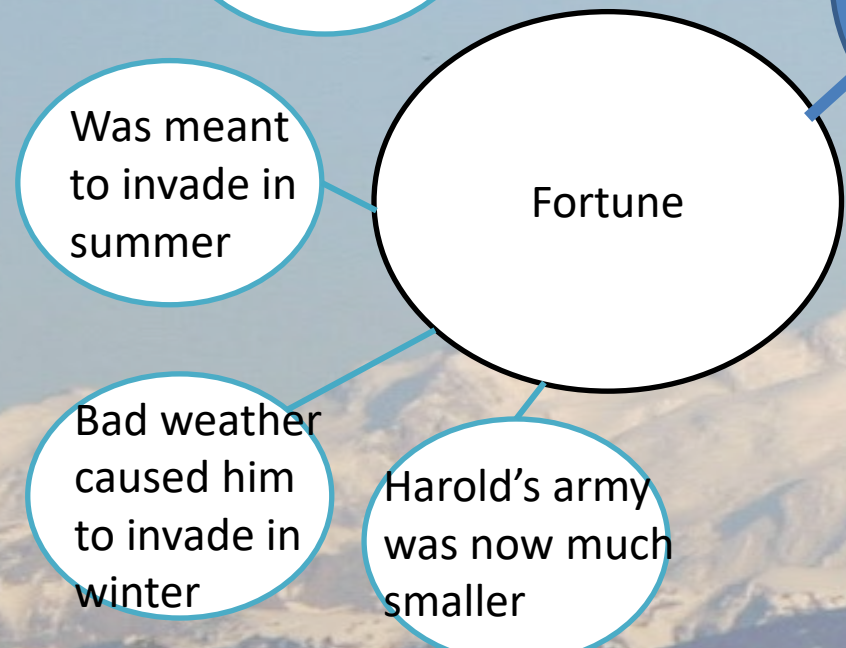 Was meant
to invade in
summer
Fortune
Bad weather
caused him
to invade in
winter
Harold’s army
was now much
smaller